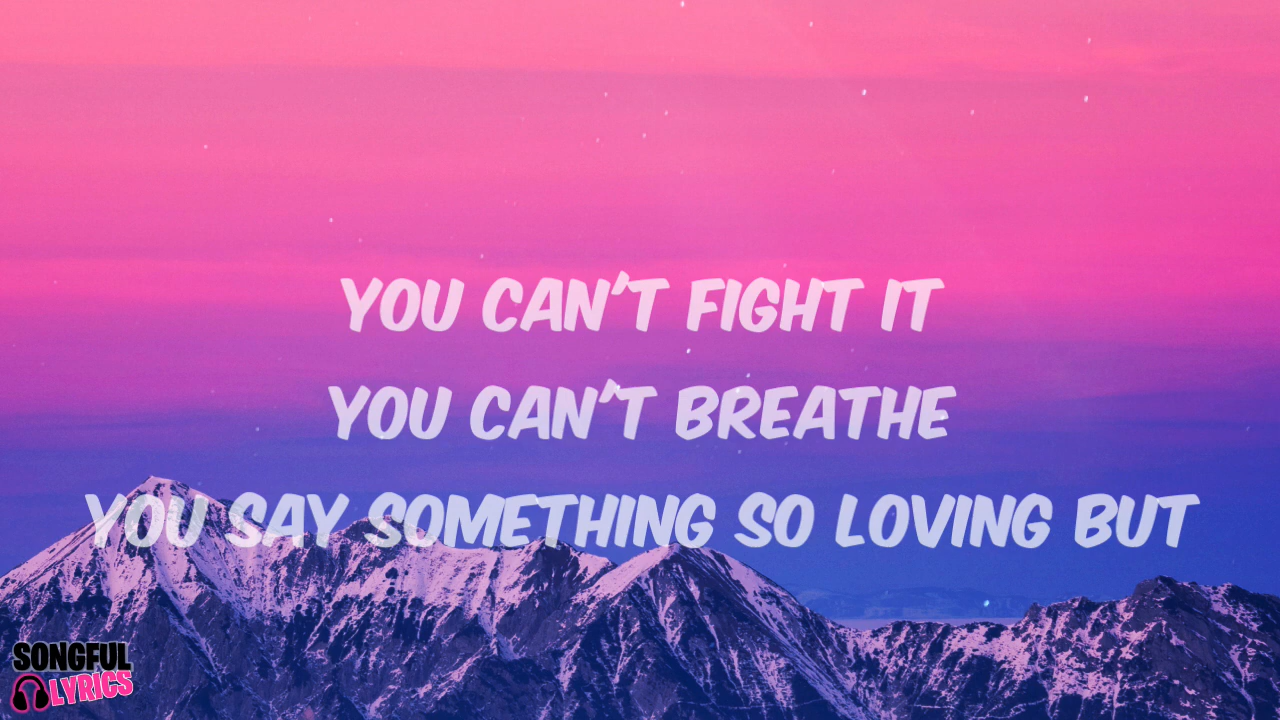 YOU CAN'T FIGHT IT
YOU CAN'T BREATHE
YOU SAY SOMETHING SO LOVING BUT
SONGFUL
LYRICS